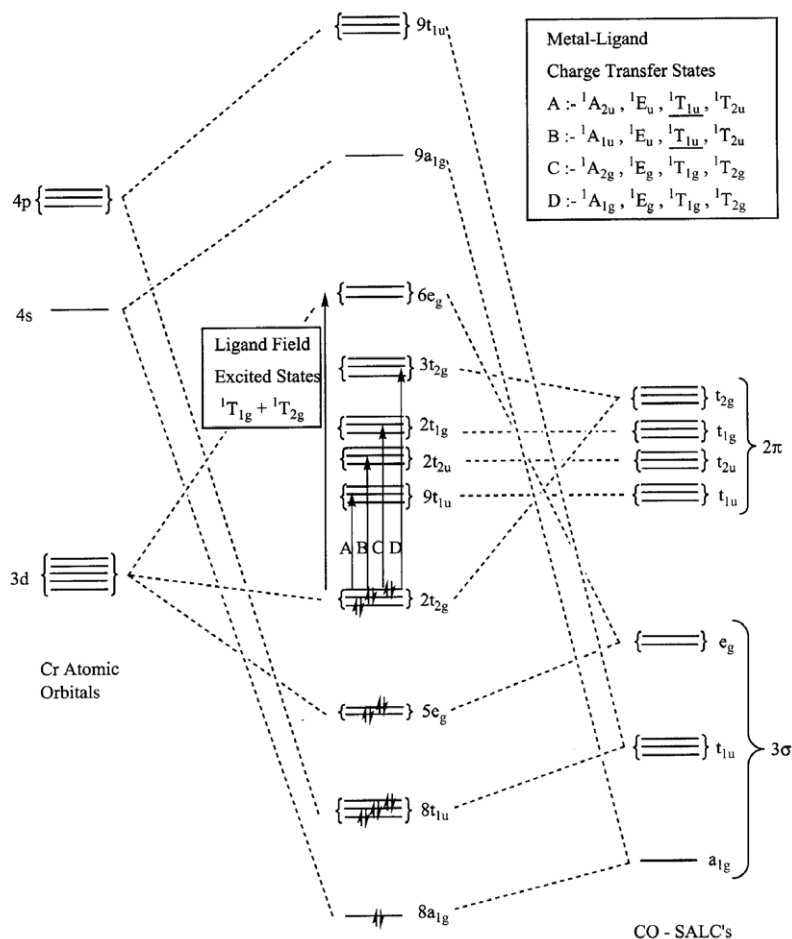 9t₁ᵤ
Metal-Ligand
Charge Transfer States
A :- ¹A₂ᵤ , ¹Eᵤ , ¹T₁ᵤ , ¹T₂ᵤ
B :- ¹A₁ᵤ , ¹Eᵤ , ¹T₁ᵤ , ¹T₂ᵤ
C :- ¹A₂g , ¹Eg , ¹T₁g , ¹T₂g
D :- ¹A₁g , ¹Eg , ¹T₁g , ¹T₂g
9a₁g
4p
4s
6eg
Ligand Field
Excited States
¹T₁g + ¹T₂g
3t₂g
2t₁g
2t₂ᵤ
9t₁ᵤ
t₂g
t₁g
t₂ᵤ
t₁ᵤ
2π
A B C D
3d
2t₂g
Cr Atomic
Orbitals
5eg
8t₁ᵤ
8a₁g
eg
t₁ᵤ
a₁g
3σ
CO - SALC's